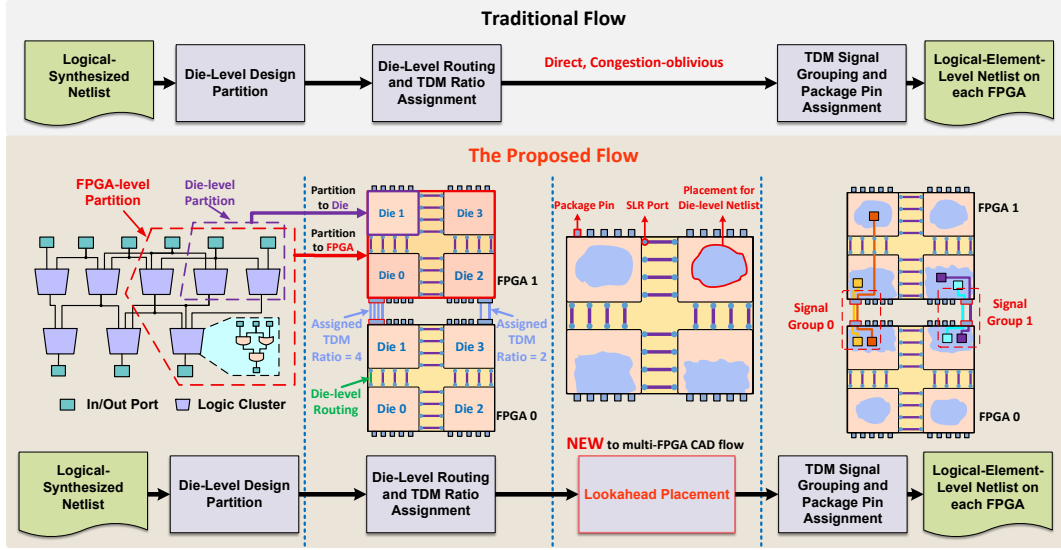 Traditional Flow
Logical-
Synthesized
Netlist
Die-Level Design
Partition
Die-Level Routing
and TDM Ratio
Assignment
Direct, Congestion-oblivious
TDM Signal
Grouping and
Package Pin
Assignment
Logical-Element-
Level Netlist on
each FPGA
The Proposed Flow
FPGA-level
Partition
Die-level
Partition
In/Out Port
Logic Cluster
Partition
to Die
Partition
to FPGA
Die 1
Die 3
Die 0
Die 2
FPGA 1
Assigned
TDM
Ratio = 4
Assigned
TDM
Ratio = 2
Die 1
Die 3
Die-level
Routing
Die 0
Die 2
FPGA 0
Package Pin
SLR Port
Placement for
Die-level Netlist
NEW to multi-FPGA CAD flow
FPGA 1
Signal
Group 0
Signal
Group 1
FPGA 0
Logical-
Synthesized
Netlist
Die-Level Design
Partition
Die-Level Routing
and TDM Ratio
Assignment
Lookahead Placement
TDM Signal
Grouping and
Package Pin
Assignment
Logical-Element-
Level Netlist on
each FPGA